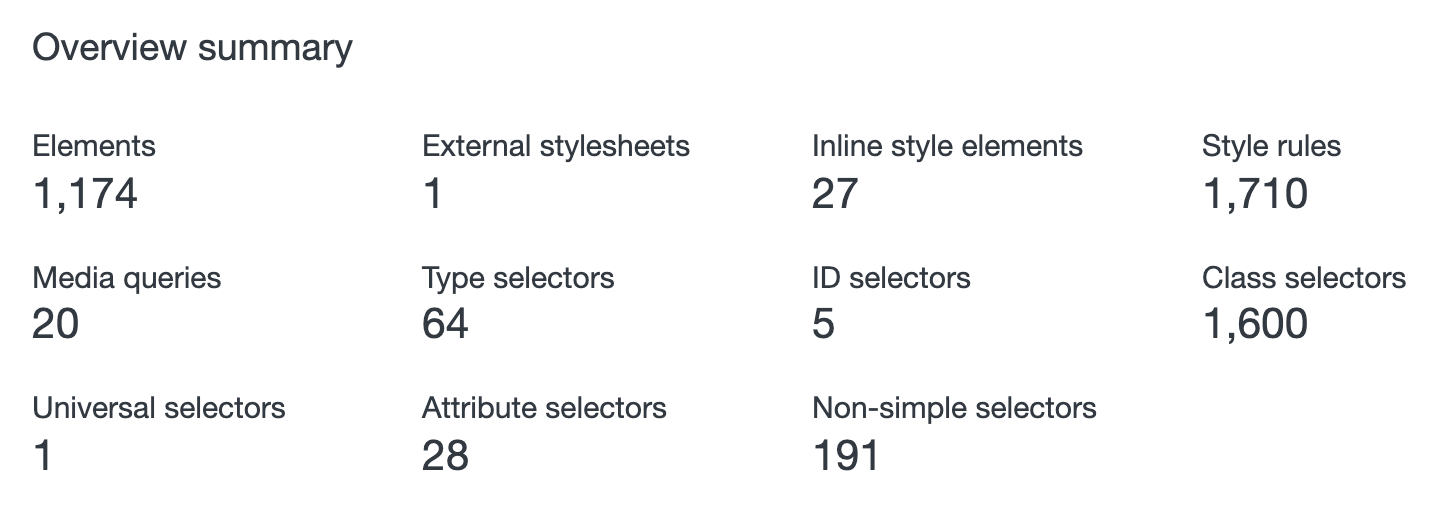 Overview summary
Elements
1,174
External stylesheets
1
Inline style elements
27
Style rules
1,710
Media queries
20
Type selectors
64
ID selectors
5
Class selectors
1,600
Universal selectors
1
Attribute selectors
28
Non-simple selectors
191